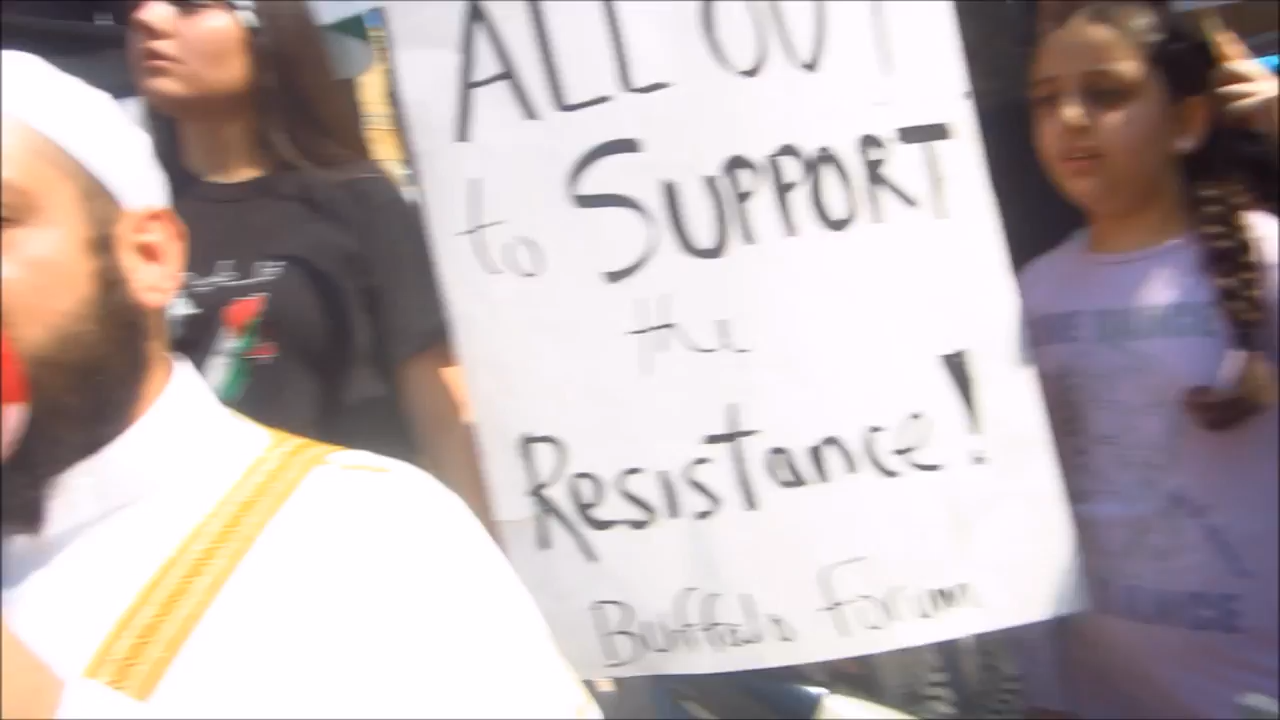 ALL OUT
to SUPPORT
the
Resistance!
Buffalo Forum